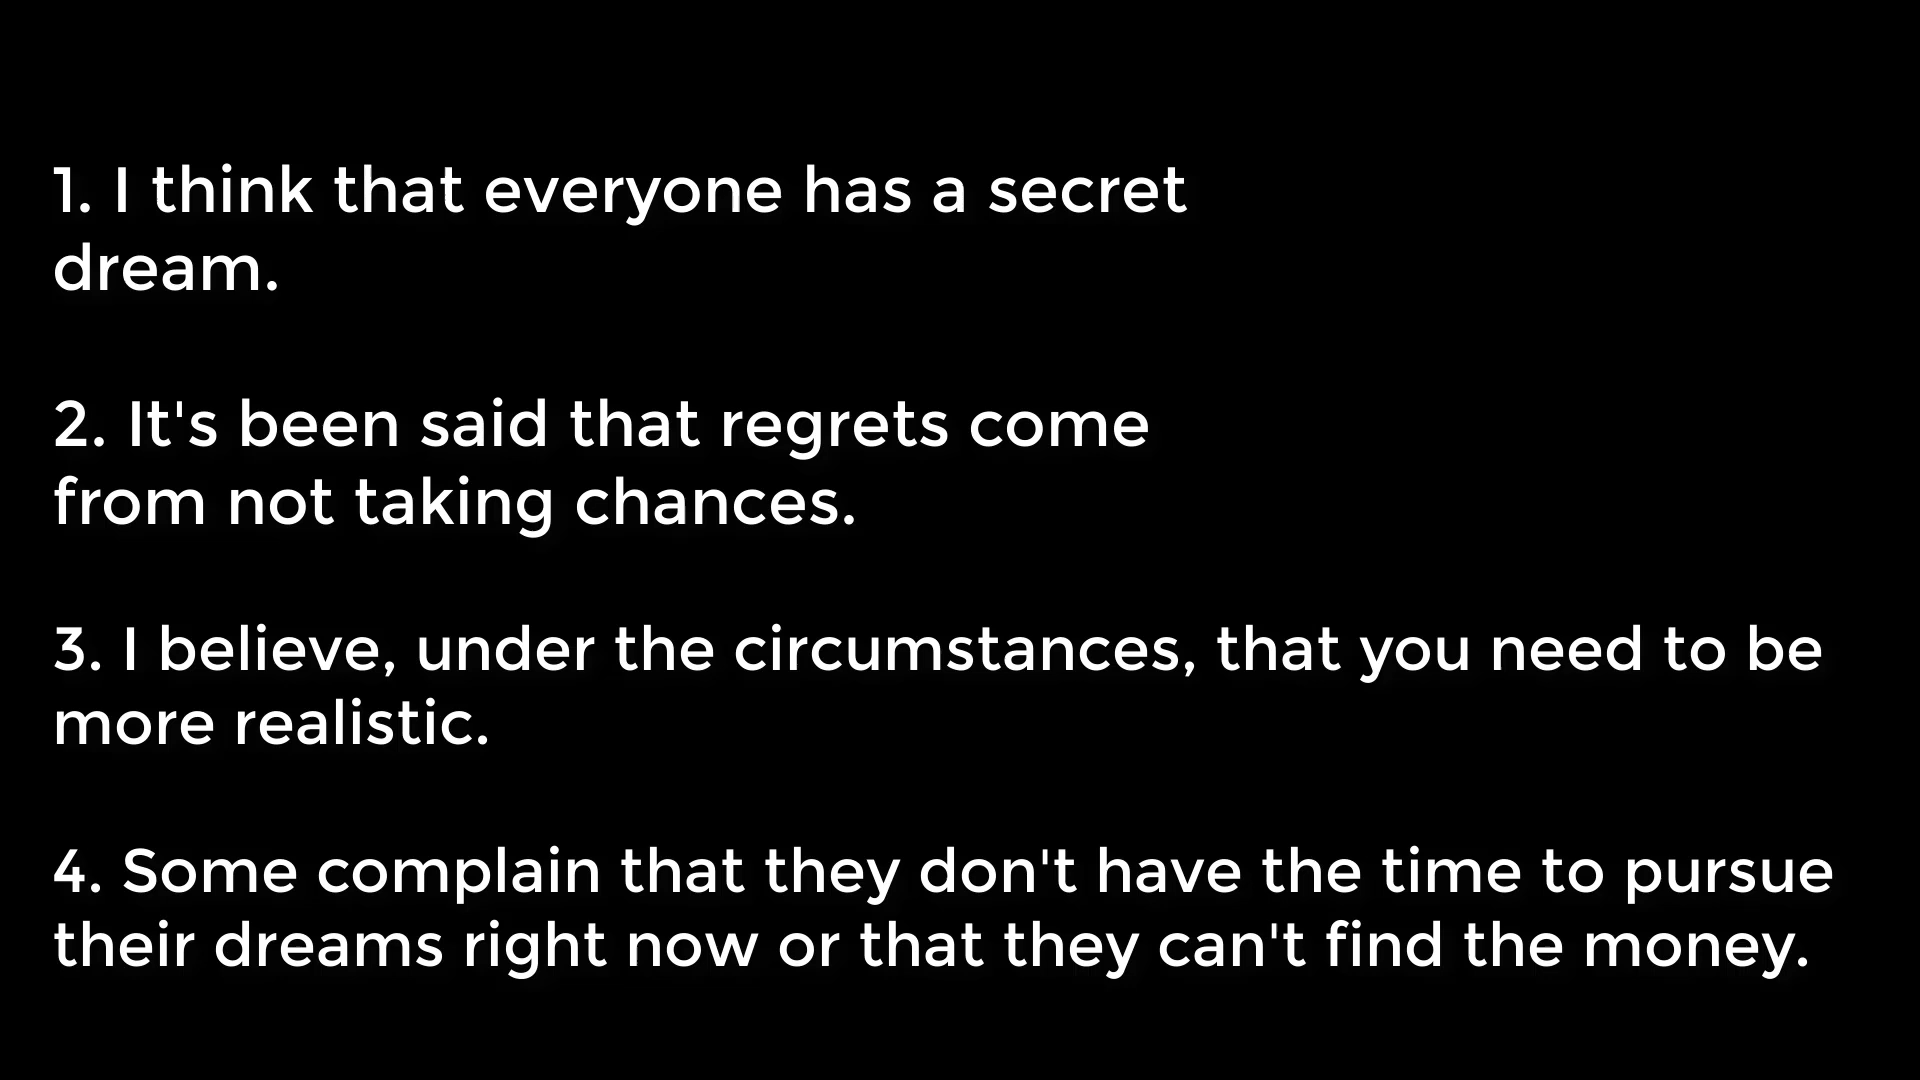 1. I think that everyone has a secret
dream.
2. It's been said that regrets come
from not taking chances.
3. I believe, under the circumstances, that you need to be
more realistic.
4. Some complain that they don't have the time to pursue
their dreams right now or that they can't find the money.